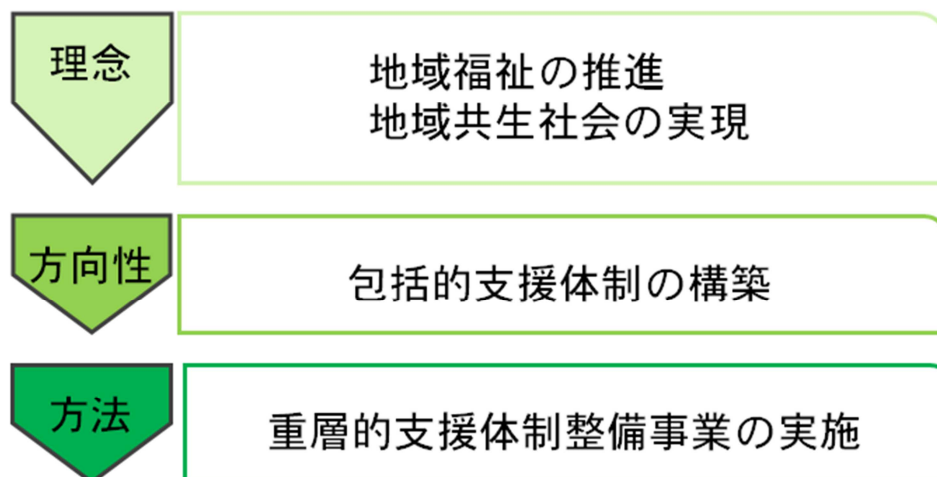 理念
地域福祉の推進
地域共生社会の実現
方向性
包括的支援体制の構築
方法
重層的支援体制整備事業の実施